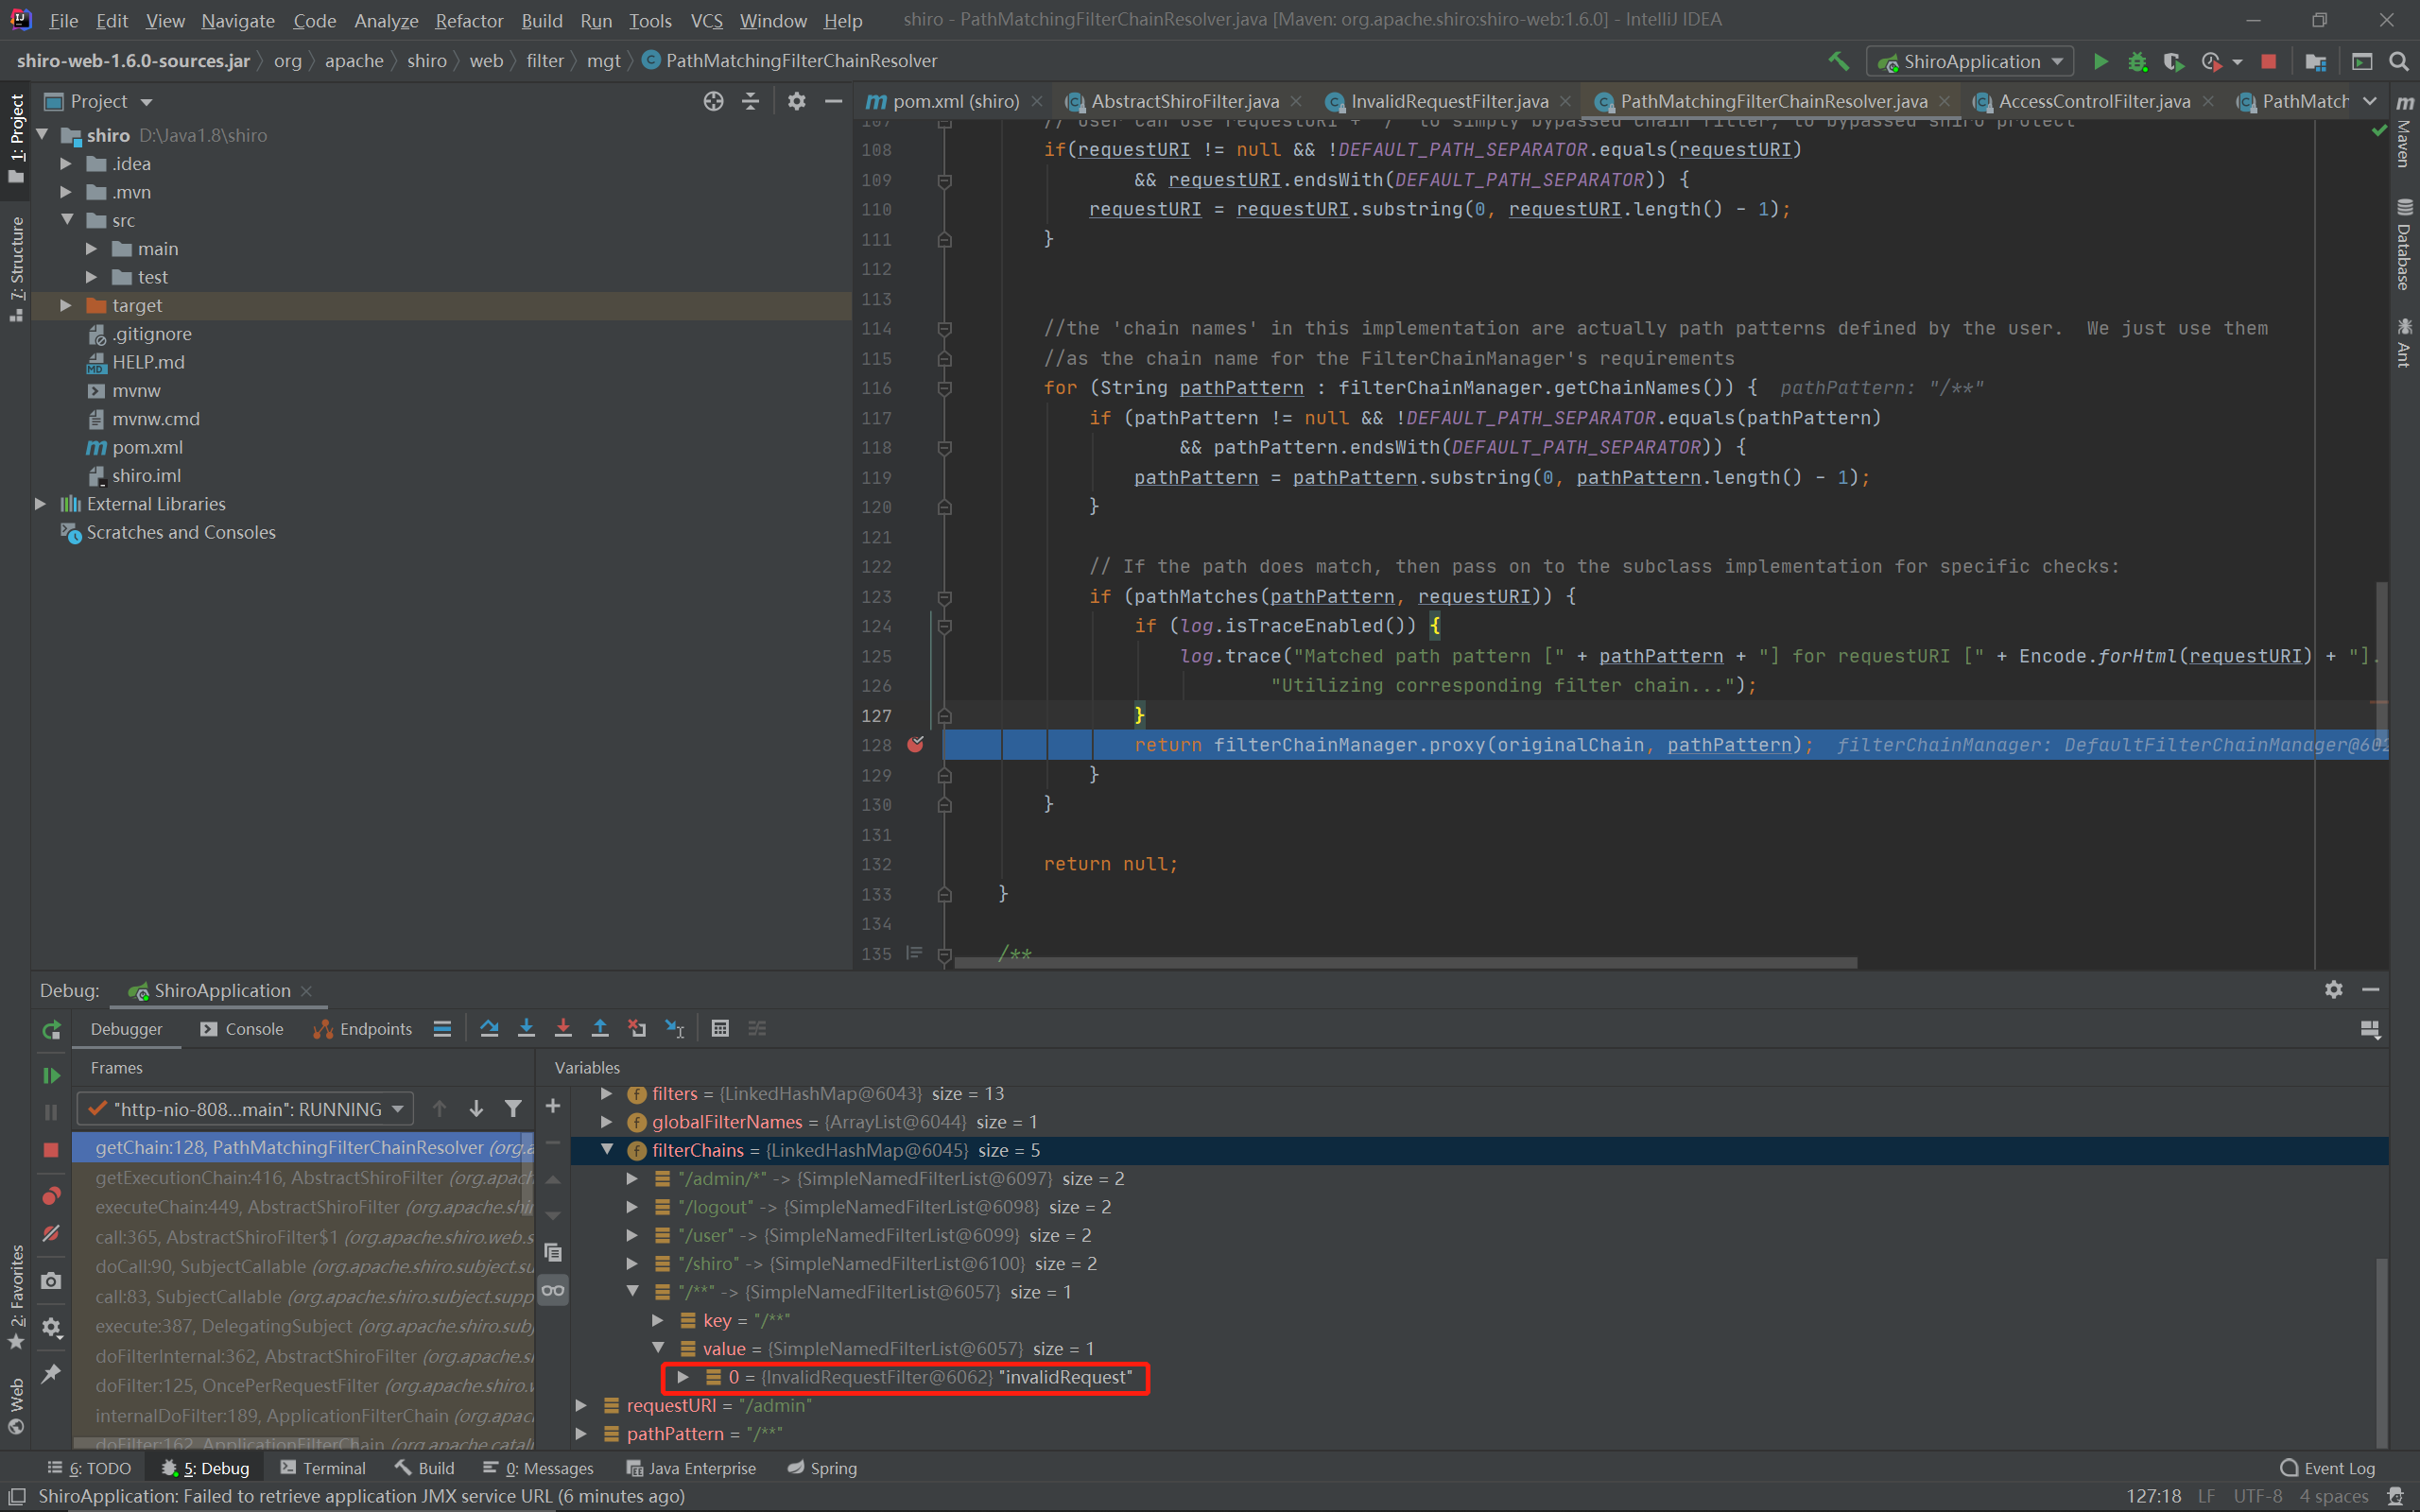 File Edit View Navigate Code Analyze Refactor Build Run Tools VCS Window Help shiro - PathMatchingFilterChainResolver.java [Maven: org.apache.shiro:shiro-web:1.6.0] - IntelliJ IDEA
shiro-web-1.6.0-sources.jar org apache shiro web filter mgt PathMatchingFilterChainResolver ShiroApplication
Project
pom.xml (shiro) AbstractShiroFilter.java InvalidRequestFilter.java PathMatchingFilterChainResolver.java AccessControlFilter.java PathMatch
1: Project
7: Structure
2: Favorites
Web
Maven
Database
Ant
shiro D:\Java1.8\shiro
.idea
.mvn
src
main
test
target
.gitignore
HELP.md
mvnw
mvnw.cmd
pom.xml
shiro.iml
External Libraries
Scratches and Consoles
107 // user can use requestURI + "/" to simply bypassed chain filter, to bypassed shiro protect
108 if(requestURI != null && !DEFAULT_PATH_SEPARATOR.equals(requestURI)
109 && requestURI.endsWith(DEFAULT_PATH_SEPARATOR)) {
110 requestURI = requestURI.substring(0, requestURI.length() - 1);
111 }
112
113
114 //the 'chain names' in this implementation are actually path patterns defined by the user.  We just use them
115 //as the chain name for the FilterChainManager's requirements
116 for (String pathPattern : filterChainManager.getChainNames()) { pathPattern: "/**"
117 if (pathPattern != null && !DEFAULT_PATH_SEPARATOR.equals(pathPattern)
118 && pathPattern.endsWith(DEFAULT_PATH_SEPARATOR)) {
119 pathPattern = pathPattern.substring(0, pathPattern.length() - 1);
120 }
121
122 // If the path does match, then pass on to the subclass implementation for specific checks:
123 if (pathMatches(pathPattern, requestURI)) {
124 if (log.isTraceEnabled()) {
125 log.trace("Matched path pattern [" + pathPattern + "] for requestURI [" + Encode.forHtml(requestURI) + "].
126 "Utilizing corresponding filter chain...");
127 }
128 return filterChainManager.proxy(originalChain, pathPattern); filterChainManager: DefaultFilterChainManager@602
129 }
130 }
131
132 return null;
133 }
134
135 /**
Debug: ShiroApplication
Debugger Console Endpoints
Frames
Variables
"http-nio-808...main": RUNNING
getChain:128, PathMatchingFilterChainResolver (org.a
getExecutionChain:416, AbstractShiroFilter (org.apach
executeChain:449, AbstractShiroFilter (org.apache.shi
call:365, AbstractShiroFilter$1 (org.apache.shiro.web.s
doCall:90, SubjectCallable (org.apache.shiro.subject.su
call:83, SubjectCallable (org.apache.shiro.subject.supp
execute:387, DelegatingSubject (org.apache.shiro.subj
doFilterInternal:362, AbstractShiroFilter (org.apache.s
doFilter:125, OncePerRequestFilter (org.apache.shiro.w
internalDoFilter:189, ApplicationFilterChain (org.apac
doFilter:162, ApplicationFilterChain (org.apache.catal
filters = {LinkedHashMap@6043} size = 13
globalFilterNames = {ArrayList@6044} size = 1
filterChains = {LinkedHashMap@6045} size = 5
"/admin/*" -> {SimpleNamedFilterList@6097} size = 2
"/logout" -> {SimpleNamedFilterList@6098} size = 2
"/user" -> {SimpleNamedFilterList@6099} size = 2
"/shiro" -> {SimpleNamedFilterList@6100} size = 2
"/**" -> {SimpleNamedFilterList@6057} size = 1
key = "/**"
value = {SimpleNamedFilterList@6057} size = 1
0 = {InvalidRequestFilter@6062} "invalidRequest"
requestURI = "/admin"
pathPattern = "/**"
6: TODO 5: Debug Terminal Build 0: Messages Java Enterprise Spring Event Log
ShiroApplication: Failed to retrieve application JMX service URL (6 minutes ago) 127:18 LF UTF-8 4 spaces